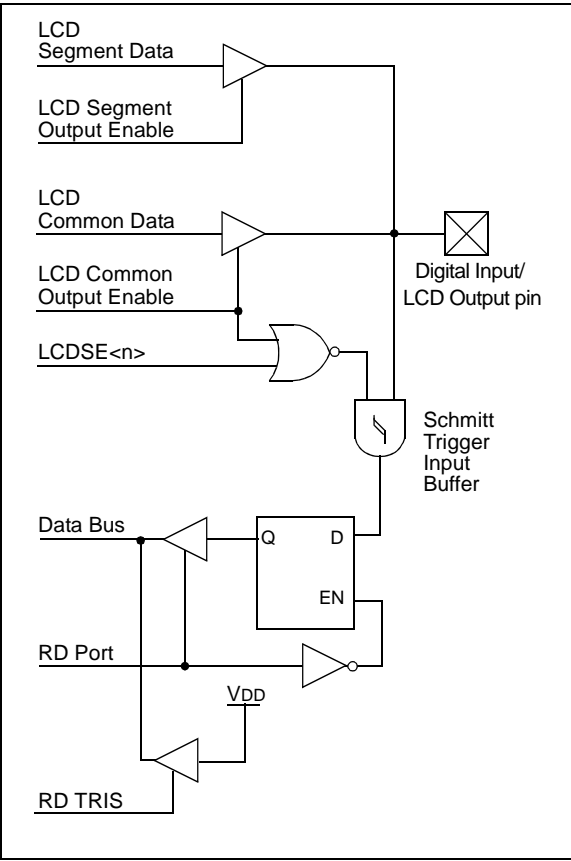 LCD
Segment Data
LCD Segment
Output Enable
LCD
Common Data
Digital Input/
LCD Output pin
LCD Common
Output Enable
LCDSE<n>
Schmitt
Trigger
Input
Buffer
Data Bus
Q
D
EN
RD Port
VDD
RD TRIS